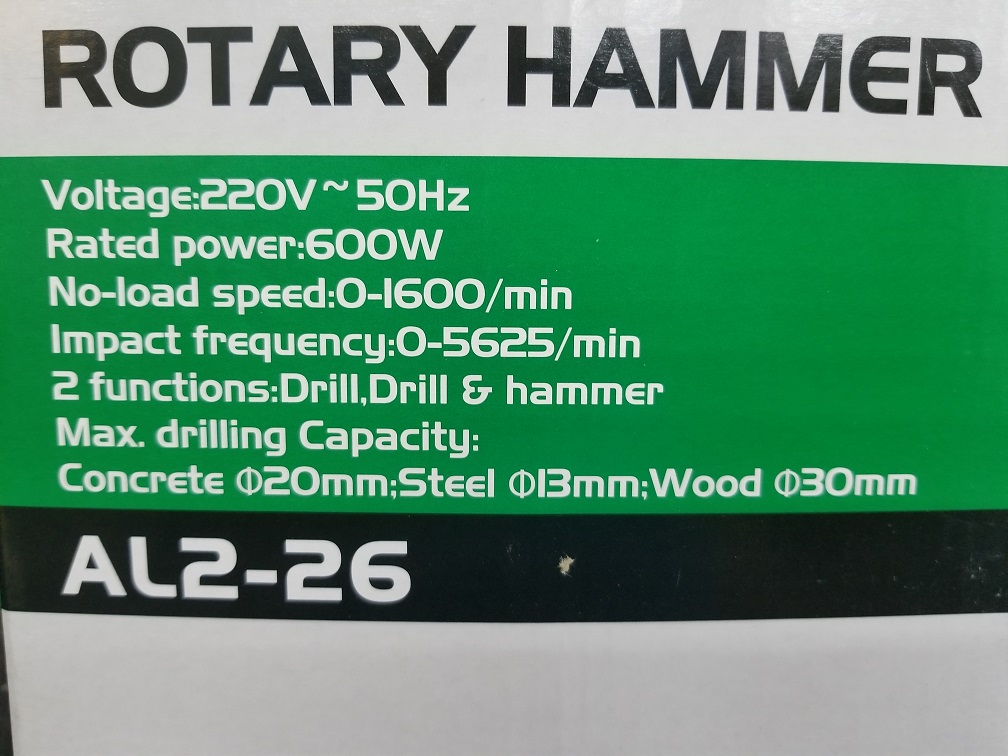 ROTARY HAMMER
Voltage:220V~50Hz
Rated power:600W
No-load speed:0-1600/min
Impact frequency:0-5625/min
2 functions:Drill,Drill & hammer
Max. drilling Capacity:
Concrete Φ20mm;Steel Φ13mm;Wood Φ30mm
AL2-26